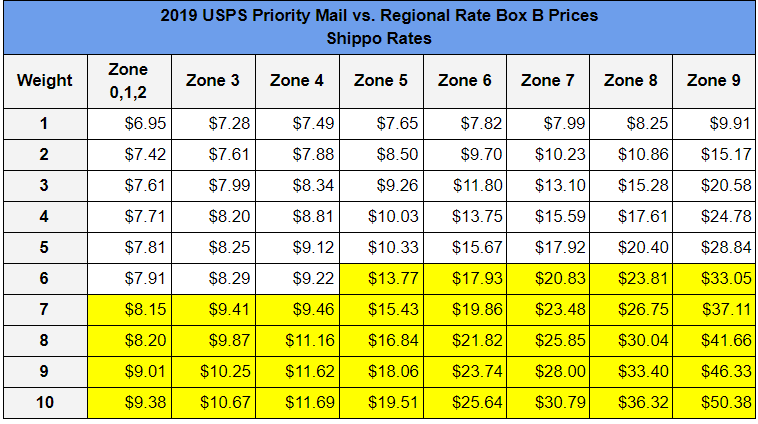 2019 USPS Priority Mail vs. Regional Rate Box B Prices
Shippo Rates
Weight Zone 0,1,2 Zone 3 Zone 4 Zone 5 Zone 6 Zone 7 Zone 8 Zone 9
1 $6.95 $7.28 $7.49 $7.65 $7.82 $7.99 $8.25 $9.91
2 $7.42 $7.61 $7.88 $8.50 $9.70 $10.23 $10.86 $15.17
3 $7.61 $7.99 $8.34 $9.26 $11.80 $13.10 $15.28 $20.58
4 $7.71 $8.20 $8.81 $10.03 $13.75 $15.59 $17.61 $24.78
5 $7.81 $8.25 $9.12 $10.33 $15.67 $17.92 $20.40 $28.84
6 $7.91 $8.29 $9.22 $13.77 $17.93 $20.83 $23.81 $33.05
7 $8.15 $9.41 $9.46 $15.43 $19.86 $23.48 $26.75 $37.11
8 $8.20 $9.87 $11.16 $16.84 $21.82 $25.85 $30.04 $41.66
9 $9.01 $10.25 $11.62 $18.06 $23.74 $28.00 $33.40 $46.33
10 $9.38 $10.67 $11.69 $19.51 $25.64 $30.79 $36.32 $50.38